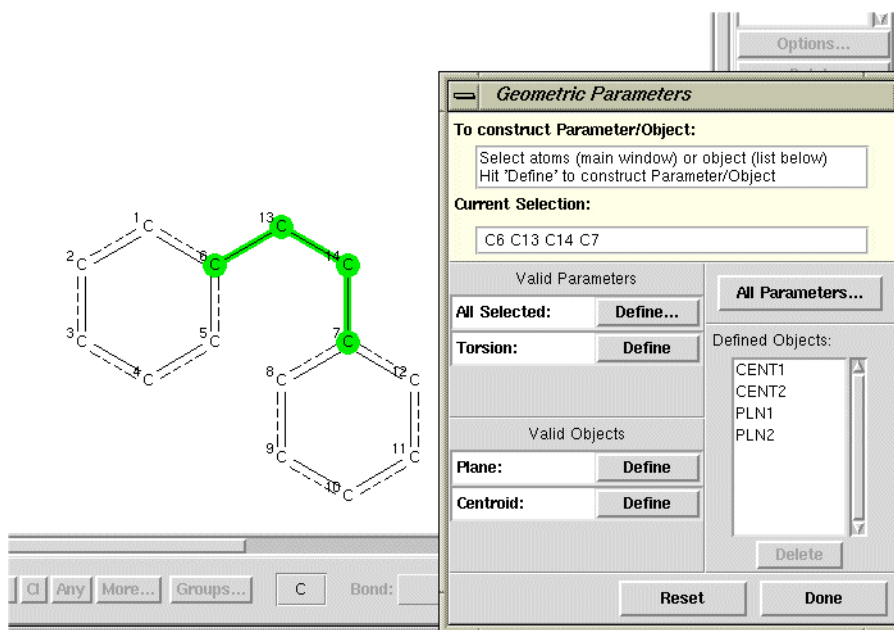 Options...
Geometric Parameters
To construct Parameter/Object:
Select atoms (main window) or object (list below)
Hit 'Define' to construct Parameter/Object
Current Selection:
C6 C13 C14 C7
Valid Parameters
All Selected: Define...
Torsion: Define
All Parameters...
Defined Objects:
CENT1
CENT2
PLN1
PLN2
Valid Objects
Plane: Define
Centroid: Define
Delete
Reset Done
1 C
2 C
3 C
4 C
5 C
6 C
13 C
14 C
7 C
8 C
12 C
9 C
11 C
10 C
Cl Any More... Groups... C Bond: